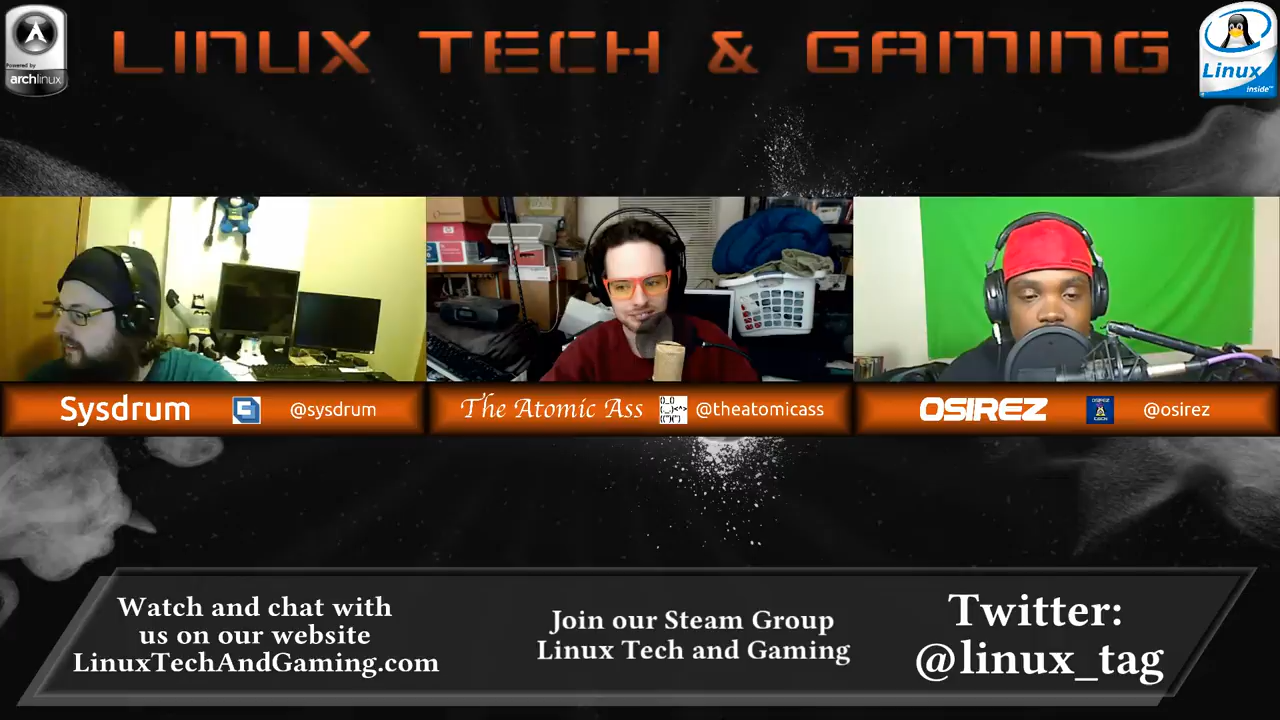 LINUX TECH & GAMING
Powered by
archlinux
Linux
inside™
Sysdrum
@sysdrum
The Atomic Ass
@theatomicass
OSIREZ
@osirez
Watch and chat with
us on our website
LinuxTechAndGaming.com
Join our Steam Group
Linux Tech and Gaming
Twitter:
@linux_tag